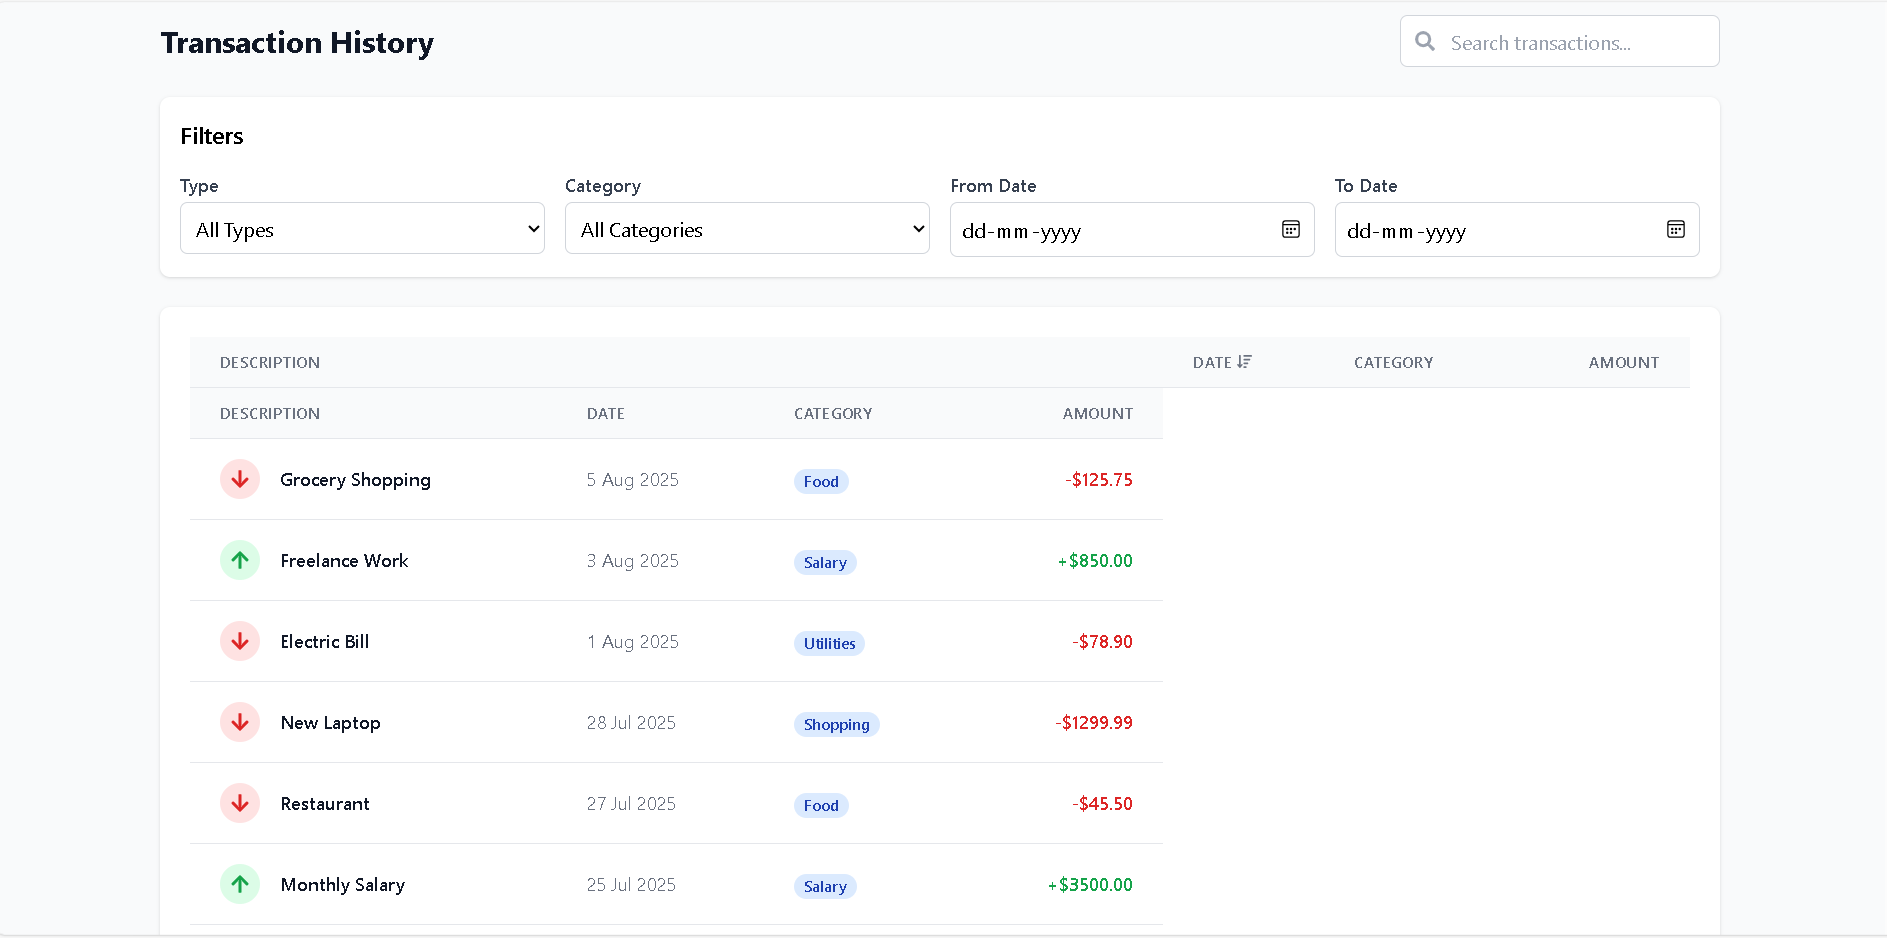 Transaction History
Search transactions...
Filters
Type
Category
From Date
To Date
All Types
All Categories
dd-mm-yyyy
dd-mm-yyyy
DESCRIPTION DATE CATEGORY AMOUNT
DESCRIPTION DATE CATEGORY AMOUNT
Grocery Shopping 5 Aug 2025 Food -$125.75
Freelance Work 3 Aug 2025 Salary +$850.00
Electric Bill 1 Aug 2025 Utilities -$78.90
New Laptop 28 Jul 2025 Shopping -$1299.99
Restaurant 27 Jul 2025 Food -$45.50
Monthly Salary 25 Jul 2025 Salary +$3500.00